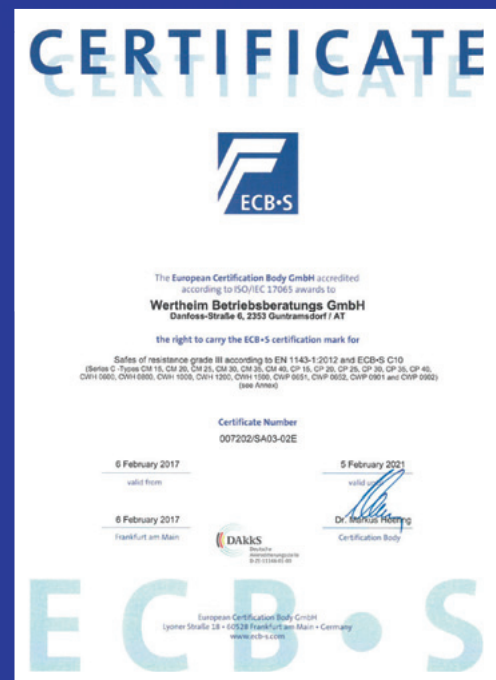 CERTIFICATE
CERTIFICATE
ECB•S
The European Certification Body GmbH accredited
according to ISO/IEC 17065 awards to
Wertheim Betriebsberatungs GmbH
Danfoss-Straße 6, 2353 Guntramsdorf / AT
the right to carry the ECB•S certification mark for
Safes of resistance grade III according to EN 1143-1:2012 and ECB•S C10
(Series C -Types CM 15, CM 20, CM 25, CM 30, CM 35, CM 40, CP 15, CP 20, CP 25, CP 30, CP 35, CP 40,
CWH 0600, CWH 0800, CWH 1000, CWH 1200, CWH 1500, CWP 0651, CWP 0652, CWP 0901 and CWP 0902)
(see Annex)
Certificate Number
007202/SA03-02E
6 February 2017
5 February 2021
valid from
valid
6 February 2017
Dr. Markus
Frankfurt am Main
Certification Body
DAkkS
Deutsche
Akkreditierungsstelle
European Certification Body GmbH
Lyoner Straße 18 • 60528 Frankfurt am Main • Germany
www.ecb-s.com
ECB•S